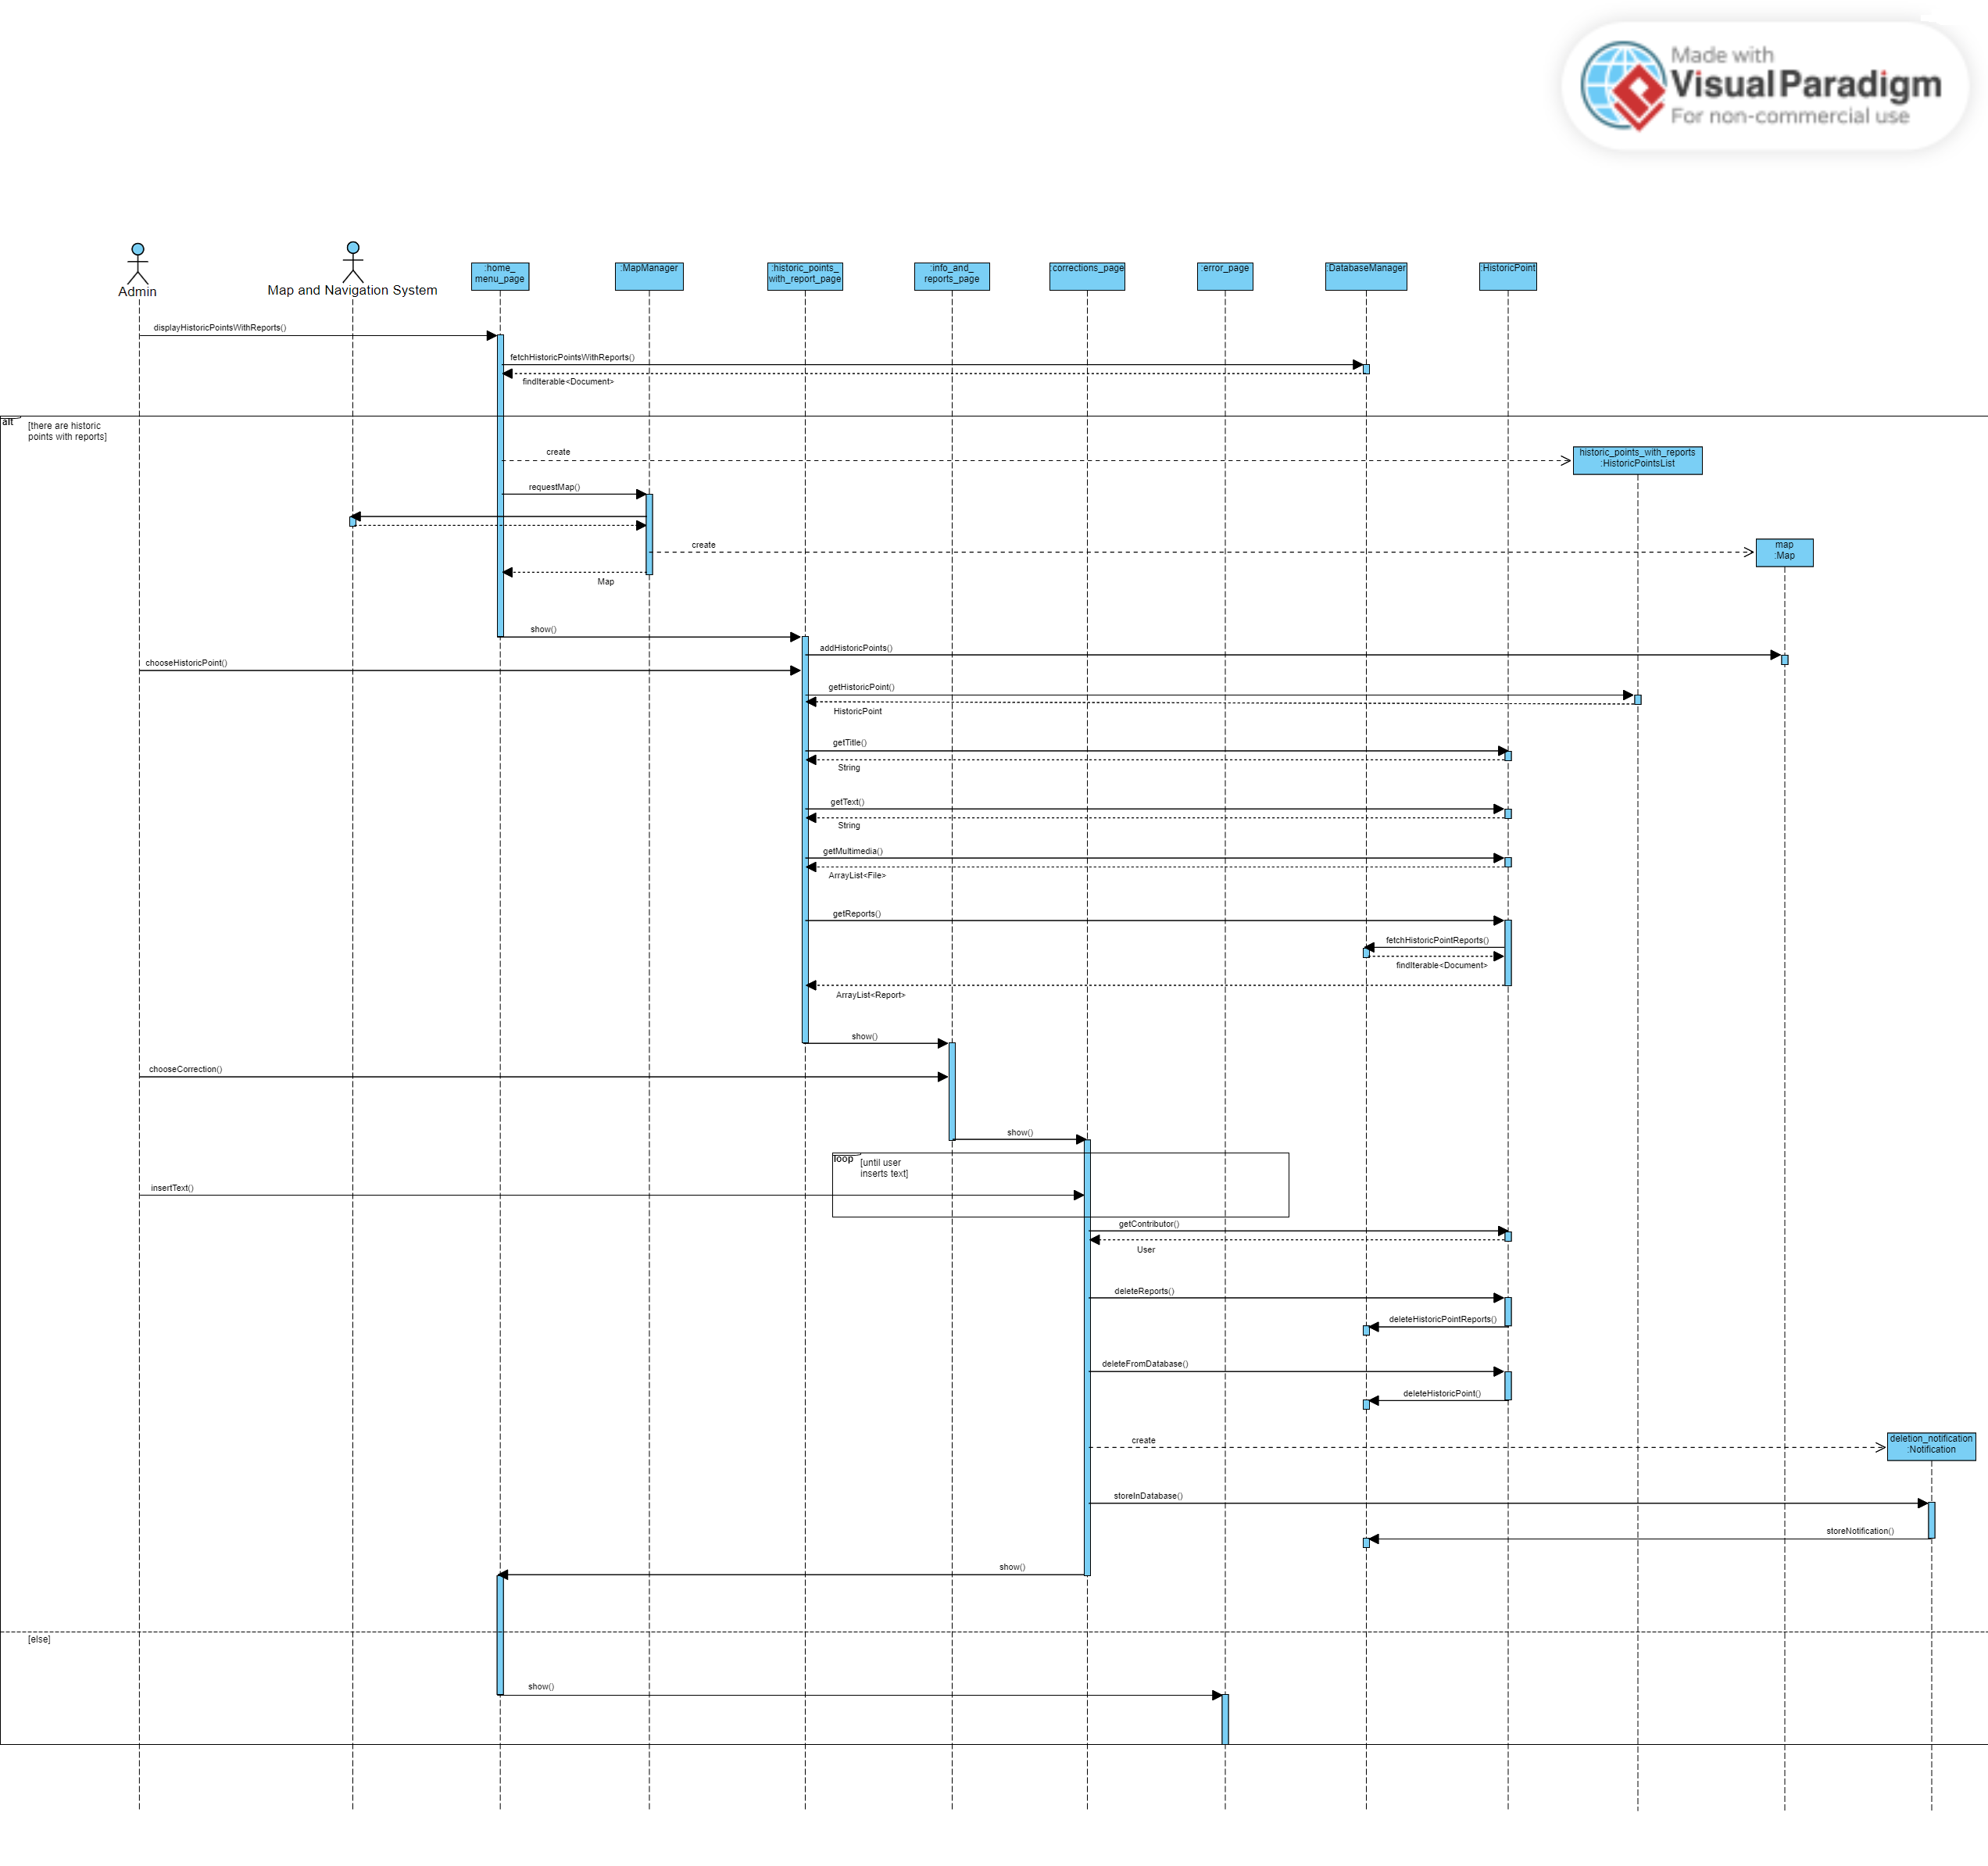 Made with
Visual Paradigm
For non-commercial use
Admin
Map and Navigation System
:home_
menu_page
:MapManager
:historic_points_
with_report_page
:info_and_
reports_page
:corrections_page
:error_page
:DatabaseManager
:HistoricPoint
displayHistoricPointsWithReports()
fetchHistoricPointsWithReports()
findIterable<Document>
alt
[there are historic
points with reports]
create
historic_points_with_reports
:HistoricPointsList
requestMap()
create
map
:Map
Map
show()
addHistoricPoints()
chooseHistoricPoint()
getHistoricPoint()
HistoricPoint
getTitle()
String
getText()
String
getMultimedia()
ArrayList<File>
getReports()
fetchHistoricPointReports()
findIterable<Document>
ArrayList<Report>
show()
chooseCorrection()
show()
loop
[until user
inserts text]
insertText()
getContributor()
User
deleteReports()
deleteHistoricPointReports()
deleteFromDatabase()
deleteHistoricPoint()
create
deletion_notification
:Notification
storeInDatabase()
storeNotification()
show()
[else]
show()